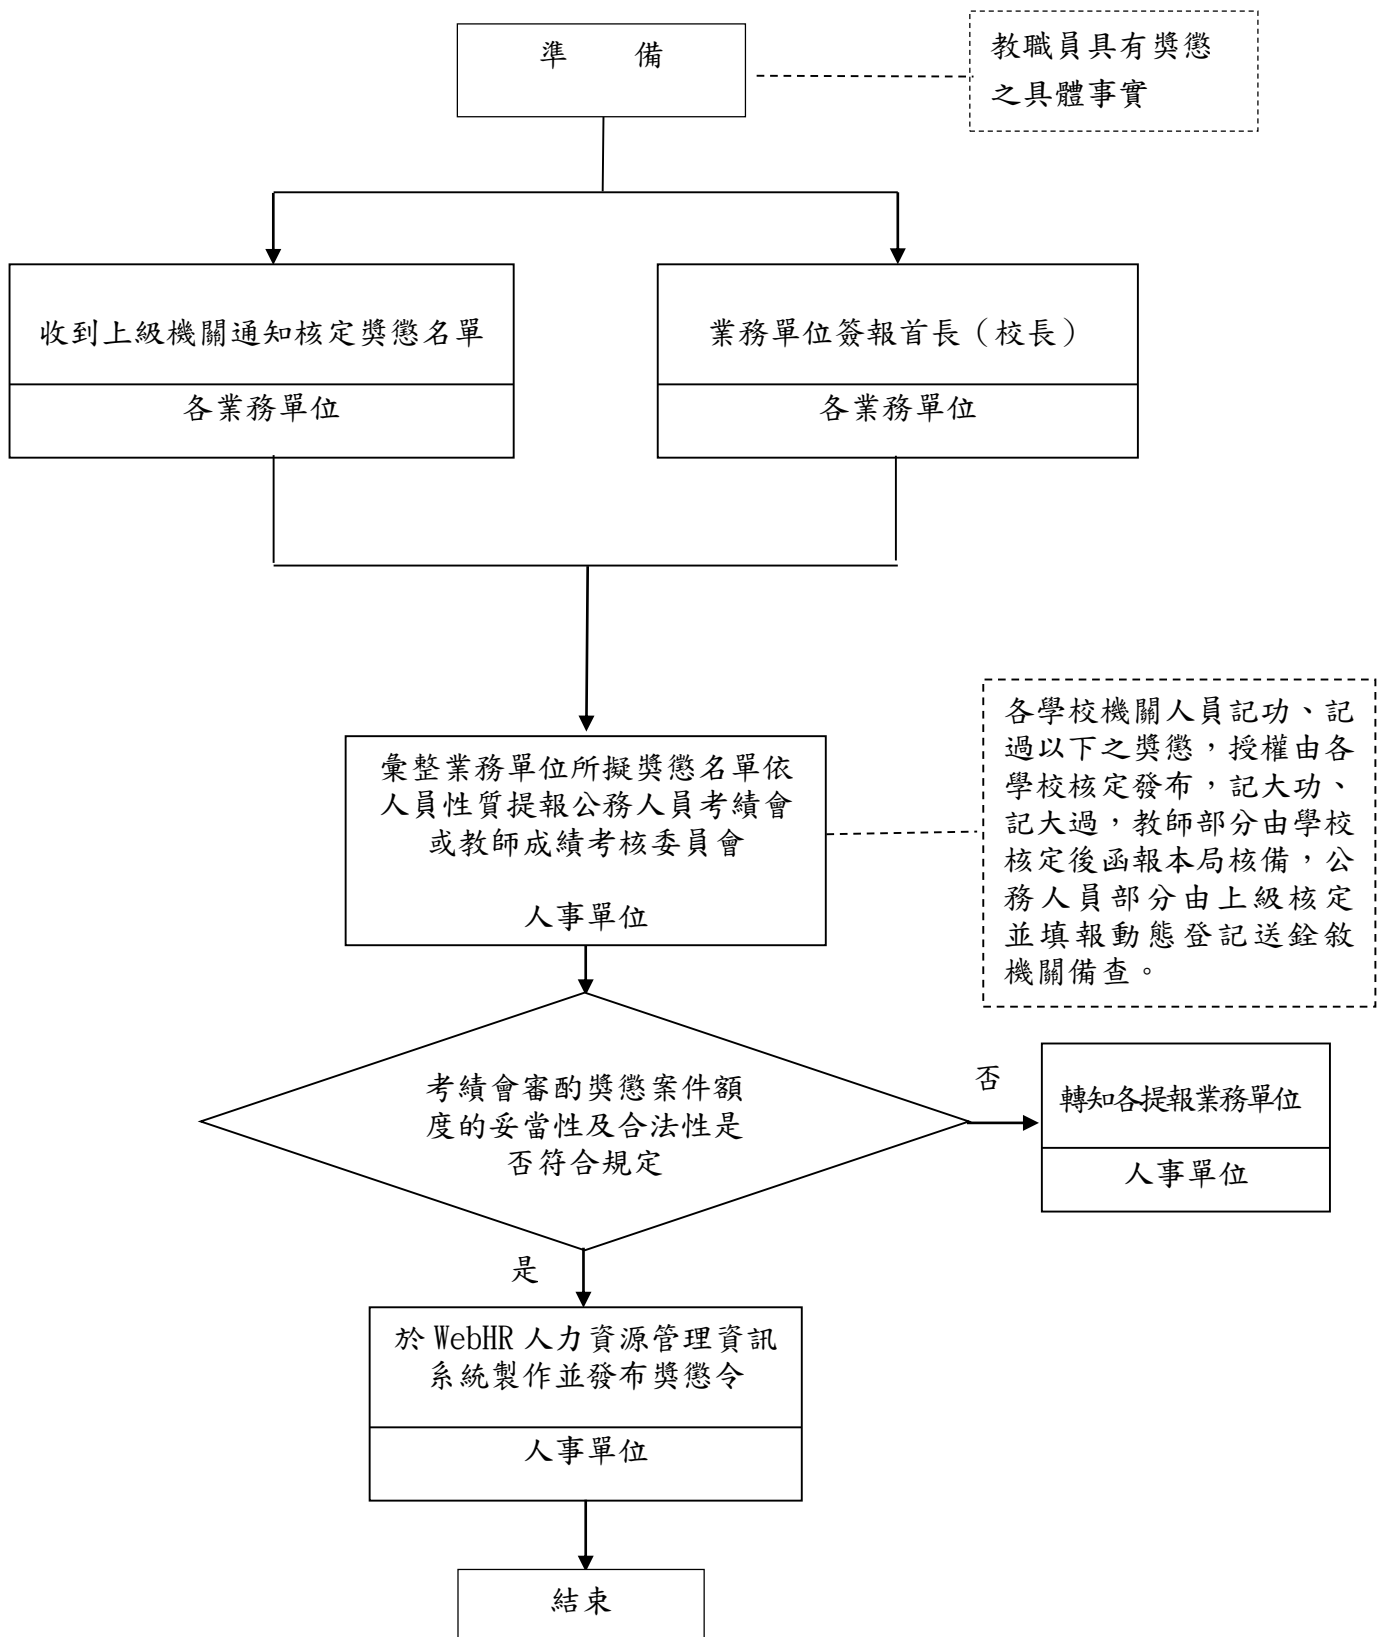 準　　備
教職員具有獎懲
之具體事實
收到上級機關通知核定獎懲名單
各業務單位
業務單位簽報首長（校長）
各業務單位
彙整業務單位所擬獎懲名單依
人員性質提報公務人員考績會
或教師成績考核委員會
人事單位
各學校機關人員記功、記
過以下之獎懲，授權由各
學校核定發布，記大功、
記大過，教師部分由學校
核定後函報本局核備，公
務人員部分由上級核定
並填報動態登記送銓敘
機關備查。
考績會審酌獎懲案件額
度的妥當性及合法性是
否符合規定
否
轉知各提報業務單位
人事單位
是
於 WebHR 人力資源管理資訊
系統製作並發布獎懲令
人事單位
結束